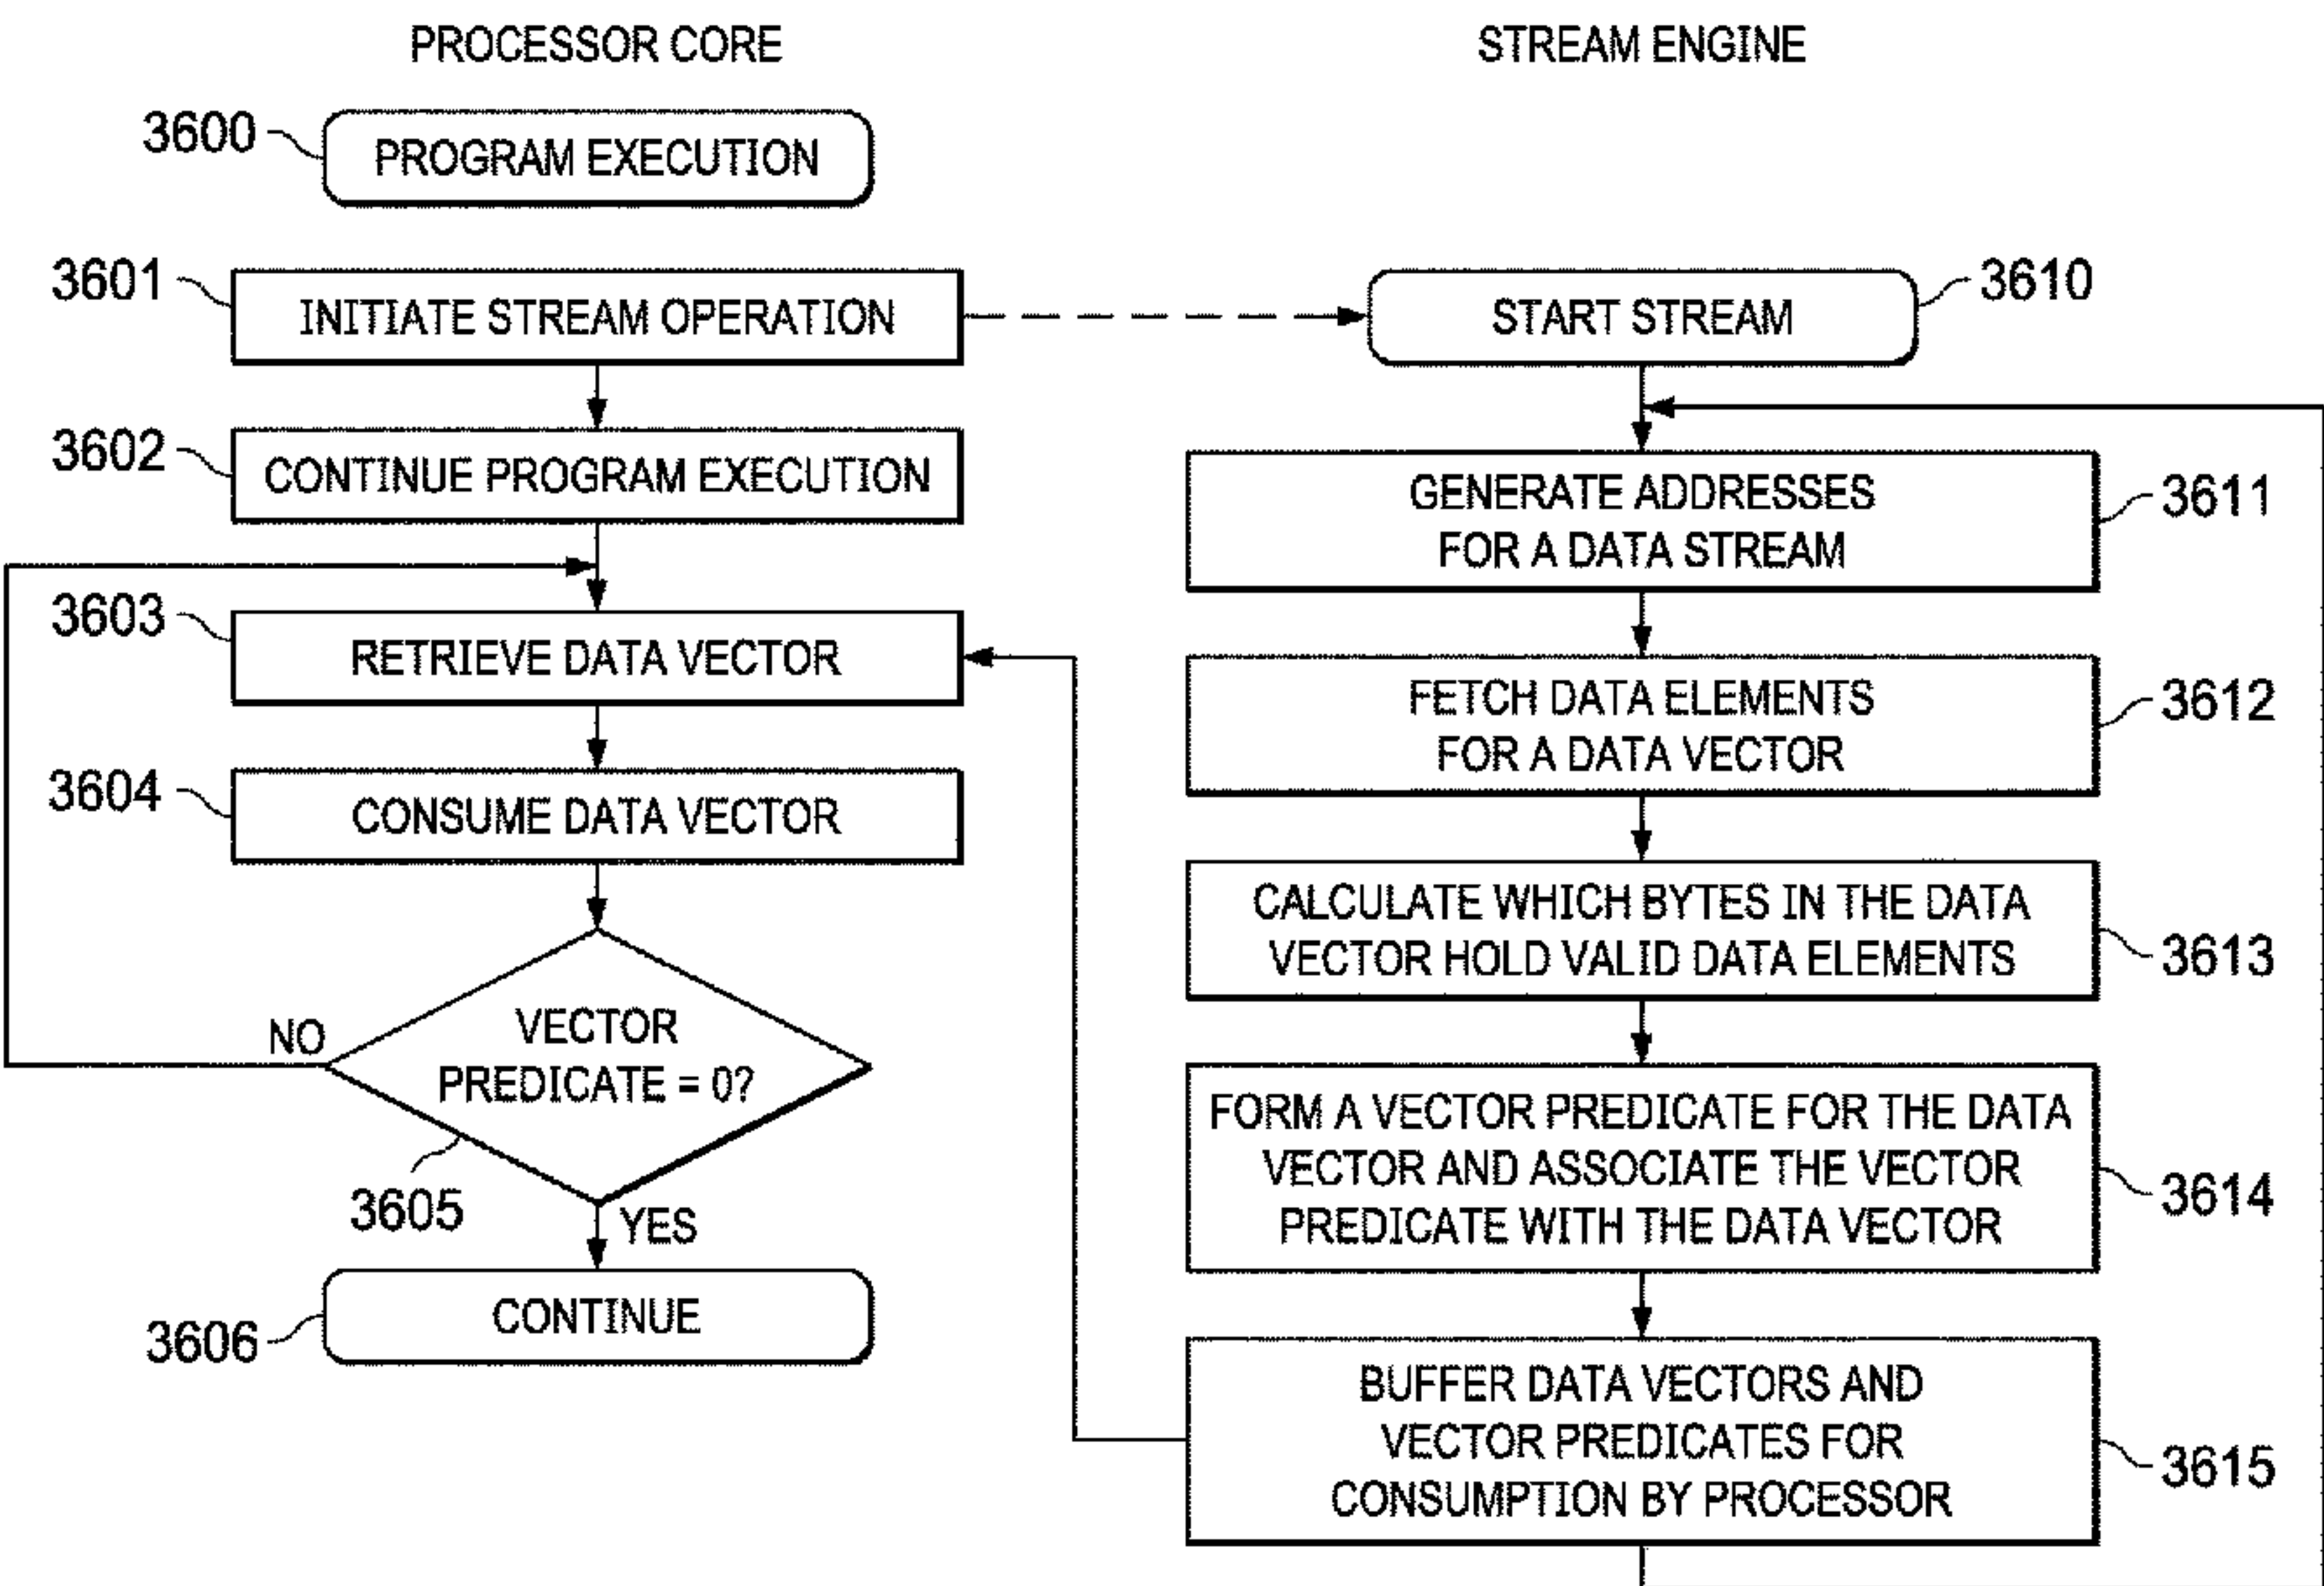 PROCESSOR CORE
3600
PROGRAM EXECUTION
3601
INITIATE STREAM OPERATION
3602
CONTINUE PROGRAM EXECUTION
3603
RETRIEVE DATA VECTOR
3604
CONSUME DATA VECTOR
NO
VECTOR
PREDICATE = 0?
3605
YES
3606
CONTINUE
STREAM ENGINE
START STREAM
3610
GENERATE ADDRESSES
FOR A DATA STREAM
3611
FETCH DATA ELEMENTS
FOR A DATA VECTOR
3612
CALCULATE WHICH BYTES IN THE DATA
VECTOR HOLD VALID DATA ELEMENTS
3613
FORM A VECTOR PREDICATE FOR THE DATA
VECTOR AND ASSOCIATE THE VECTOR
PREDICATE WITH THE DATA VECTOR
3614
BUFFER DATA VECTORS AND
VECTOR PREDICATES FOR
CONSUMPTION BY PROCESSOR
3615